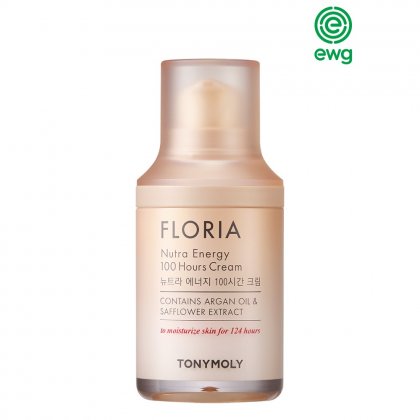 ewg
FLORIA
Nutra Energy
100 Hours Cream
뉴트라 에너지 100시간 크림
CONTAINS ARGAN OIL &
SAFFLOWER EXTRACT
to moisturize skin for 124 hours
TONYMOLY